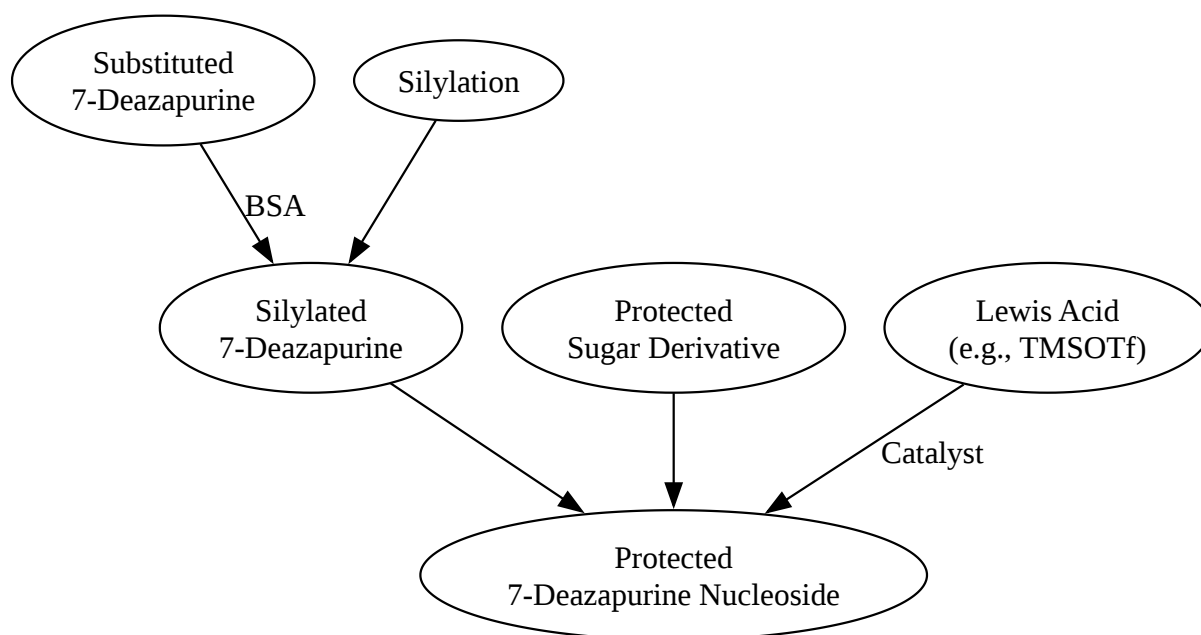 Substituted
7-Deazapurine
Silylation
BSA
Silylated
7-Deazapurine
Protected
Sugar Derivative
Lewis Acid
(e.g., TMSOTf)
Catalyst
Protected
7-Deazapurine Nucleoside